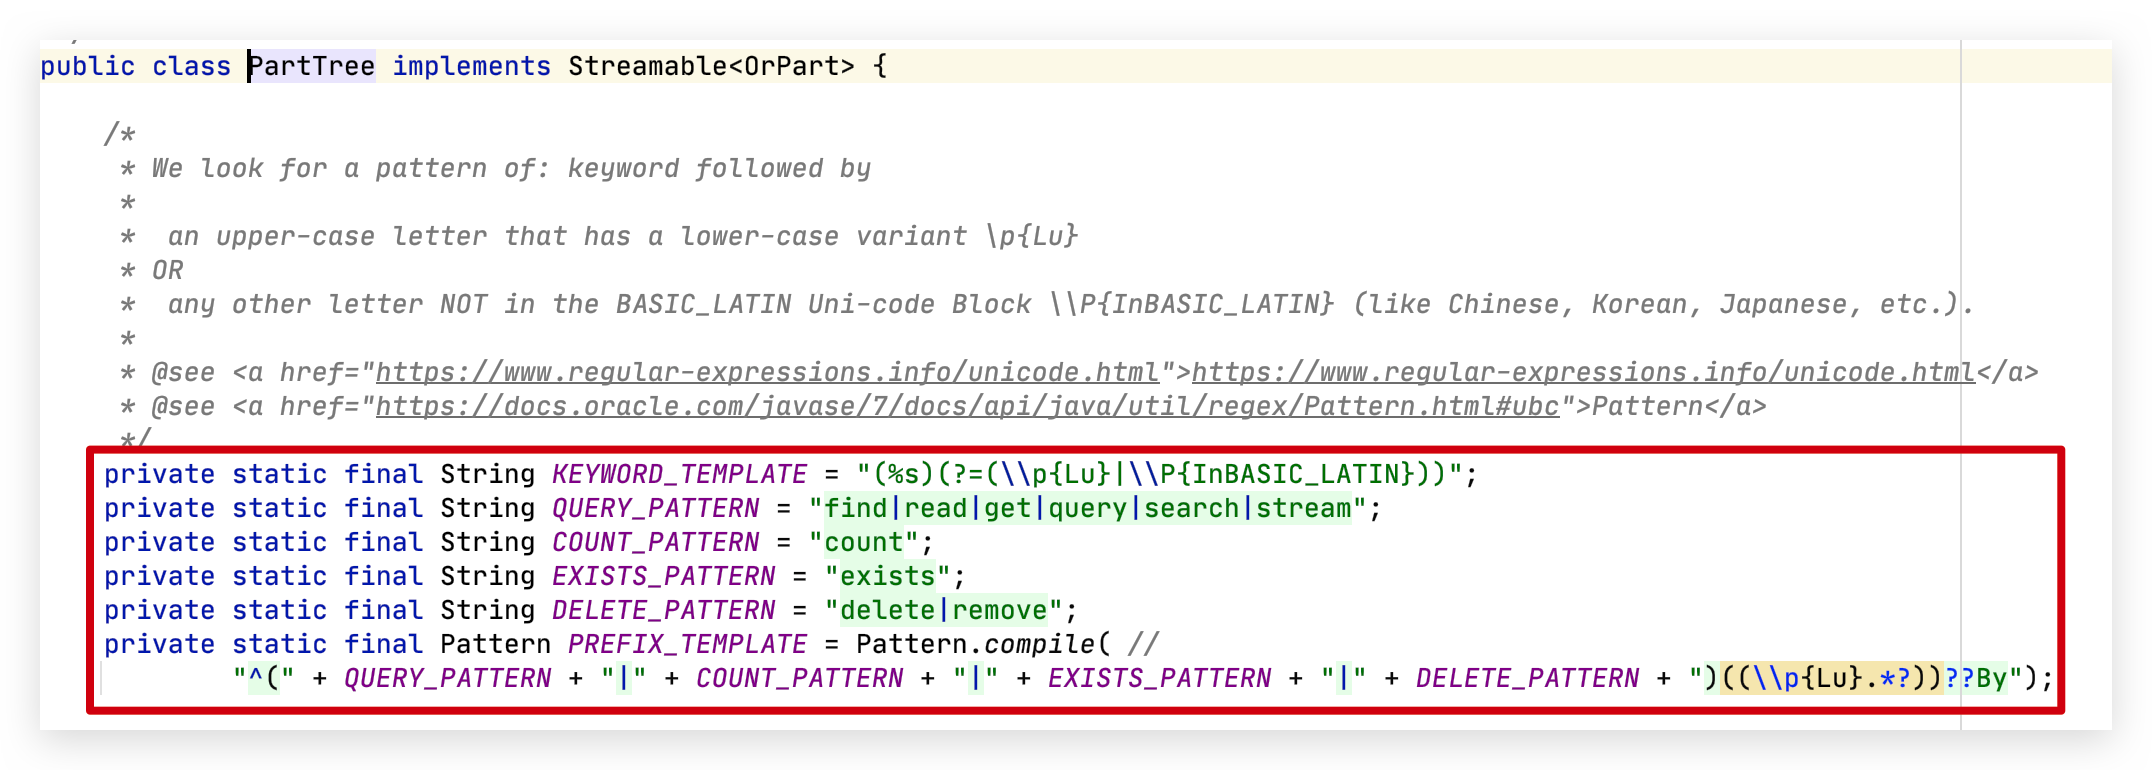 public class PartTree implements Streamable<OrPart> {
/*
* We look for a pattern of: keyword followed by
*
*  an upper-case letter that has a lower-case variant \p{Lu}
* OR
*  any other letter NOT in the BASIC_LATIN Uni-code Block \\P{InBASIC_LATIN} (like Chinese, Korean, Japanese, etc.).
*
* @see <a href="https://www.regular-expressions.info/unicode.html">https://www.regular-expressions.info/unicode.html</a>
* @see <a href="https://docs.oracle.com/javase/7/docs/api/java/util/regex/Pattern.html#ubc">Pattern</a>
*/
private static final String KEYWORD_TEMPLATE = "(%s)(?=(\\p{Lu}|\\P{InBASIC_LATIN}))";
private static final String QUERY_PATTERN = "find|read|get|query|search|stream";
private static final String COUNT_PATTERN = "count";
private static final String EXISTS_PATTERN = "exists";
private static final String DELETE_PATTERN = "delete|remove";
private static final Pattern PREFIX_TEMPLATE = Pattern.compile( //
"^(" + QUERY_PATTERN + "|" + COUNT_PATTERN + "|" + EXISTS_PATTERN + "|" + DELETE_PATTERN + ")((\\p{Lu}.*?))??By");